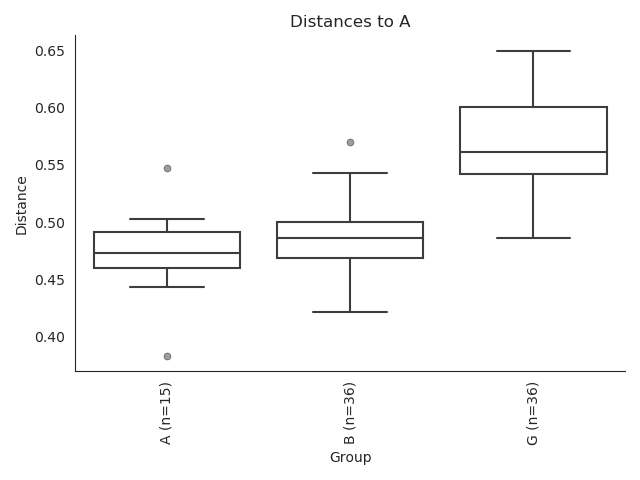 Distances to A
Distance
0.65
0.60
0.55
0.50
0.45
0.40
A (n=15)
B (n=36)
G (n=36)
Group